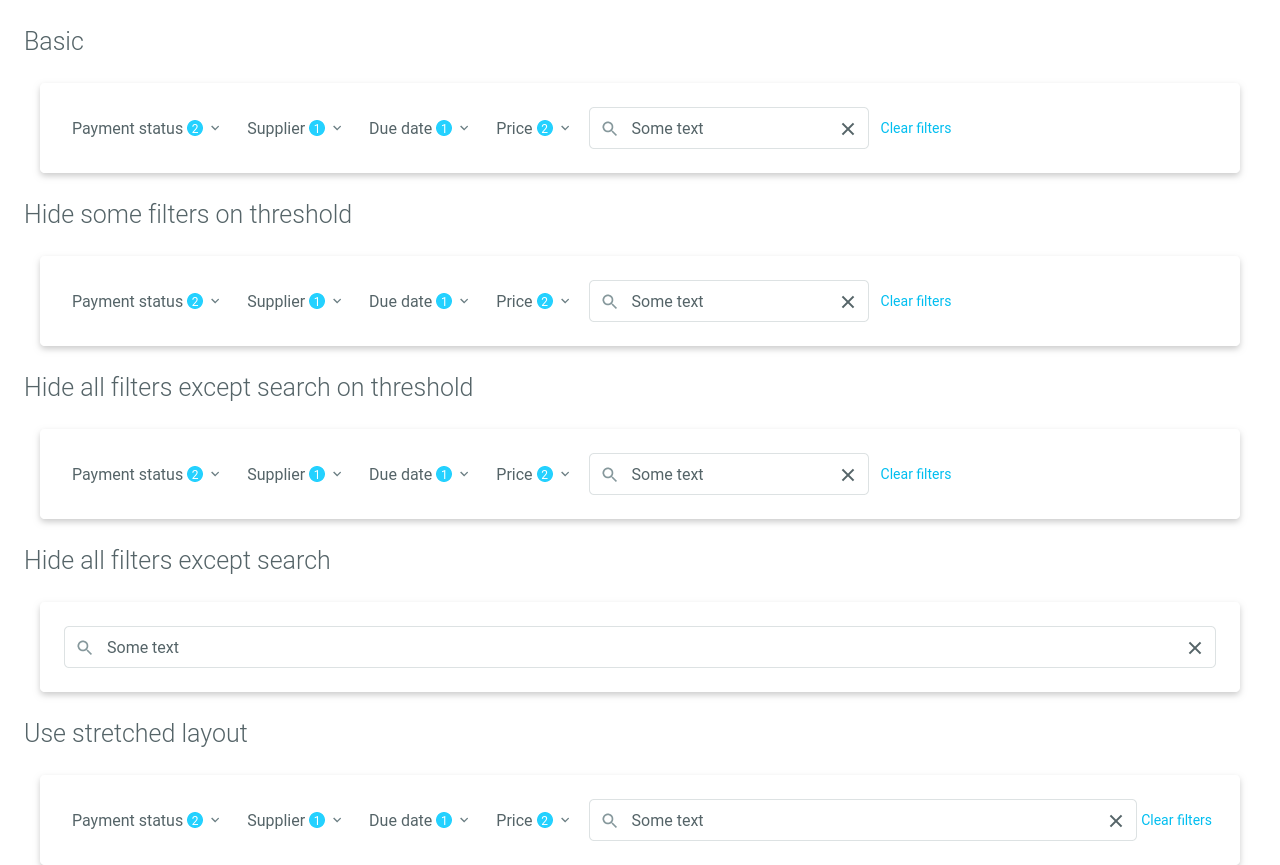 Basic
Payment status 2 Supplier 1 Due date 1 Price 2 Some text Clear filters
Hide some filters on threshold
Payment status 2 Supplier 1 Due date 1 Price 2 Some text Clear filters
Hide all filters except search on threshold
Payment status 2 Supplier 1 Due date 1 Price 2 Some text Clear filters
Hide all filters except search
Some text
Use stretched layout
Payment status 2 Supplier 1 Due date 1 Price 2 Some text Clear filters